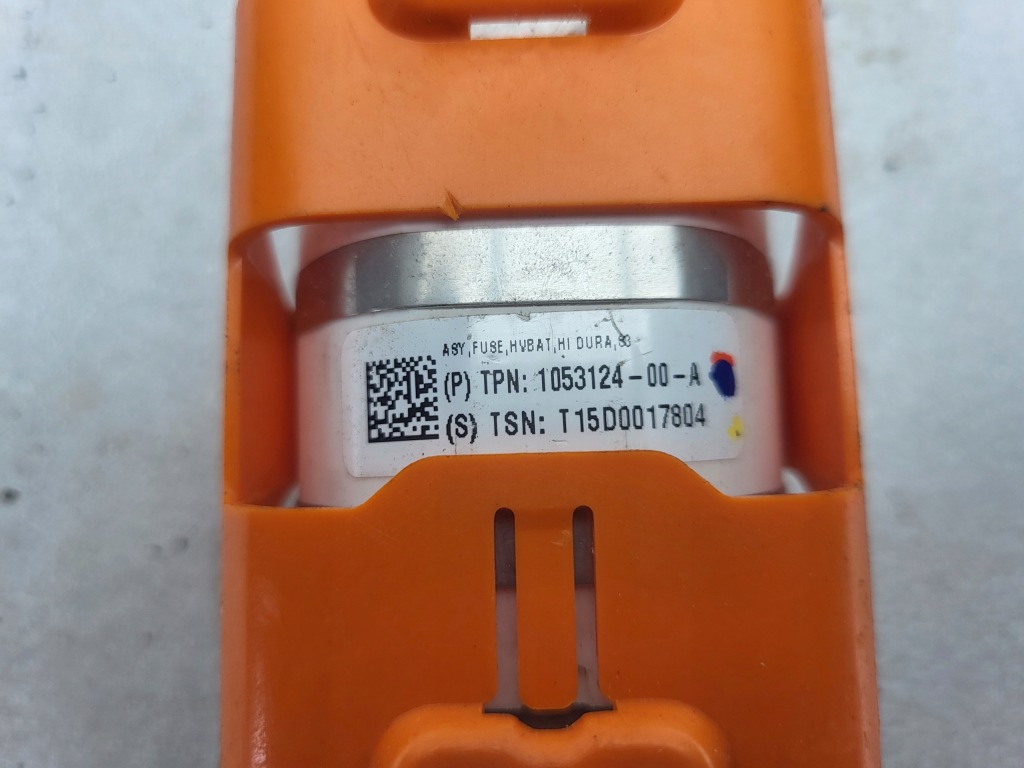 ASY,FUSE,HVBAT,HI DURA,S3
(P) TPN: 1053124-00-A
(S) TSN: T15D0017804